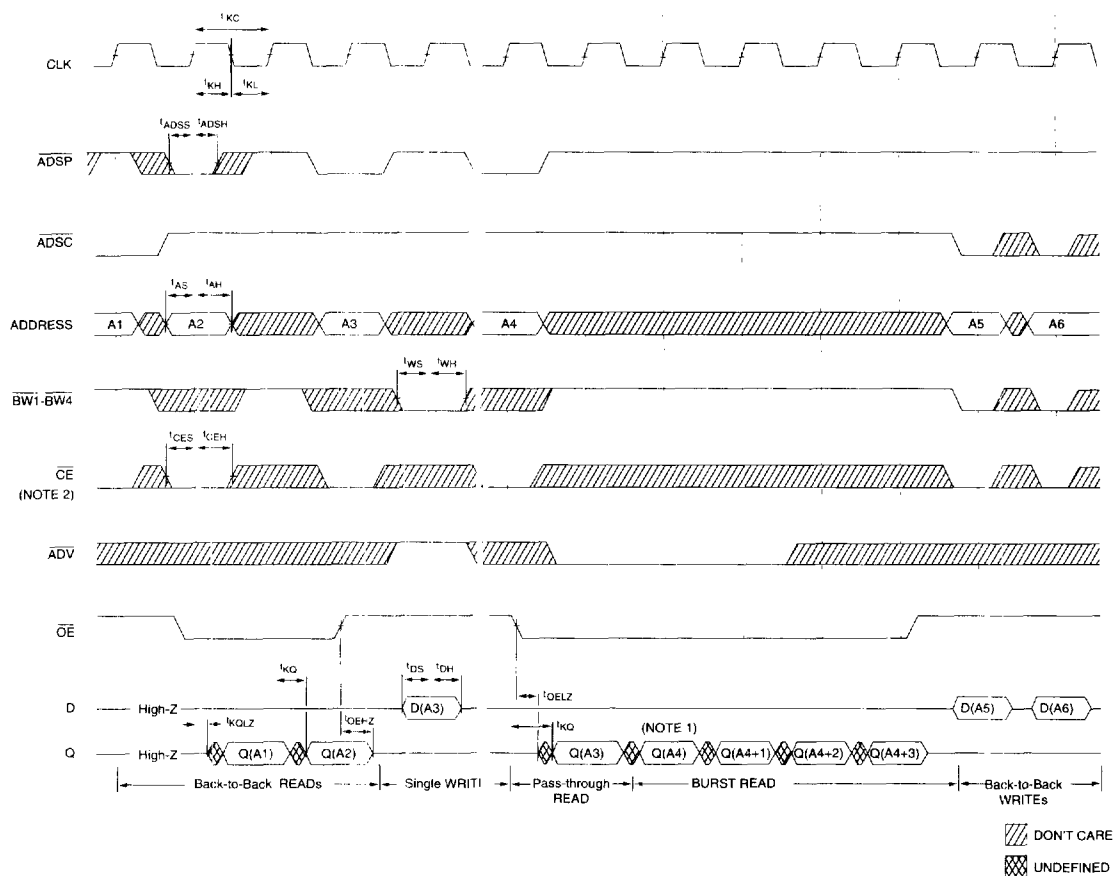 tKC
CLK
tKH tKL
tADSS tADSH
ADSP
ADSC
tAS tAH
ADDRESS A1 A2 A3 A4 A5 A6
tWS tWH
BW1-BW4
tCES tCEH
CE
(NOTE 2)
ADV
OE
tKQ tDS tDH tOELZ
D High-Z D(A3) D(A5) D(A6)
tKQLZ tOEHZ tKQ (NOTE 1)
Q High-Z Q(A1) Q(A2) Q(A3) Q(A4) Q(A4+1) Q(A4+2) Q(A4+3)
Back-to-Back READs Single WRITI Pass-through READ BURST READ Back-to-Back WRITEs
DON'T CARE
UNDEFINED